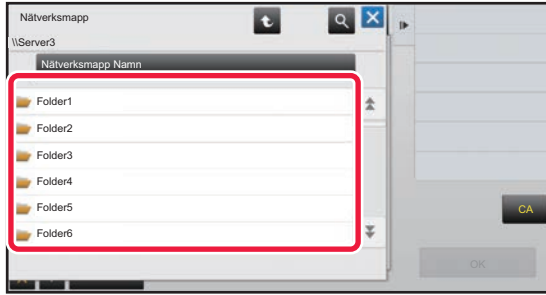 Nätverksmapp
\\Server3
Nätverksmapp Namn
Folder1
Folder2
Folder3
Folder4
Folder5
Folder6
CA
OK